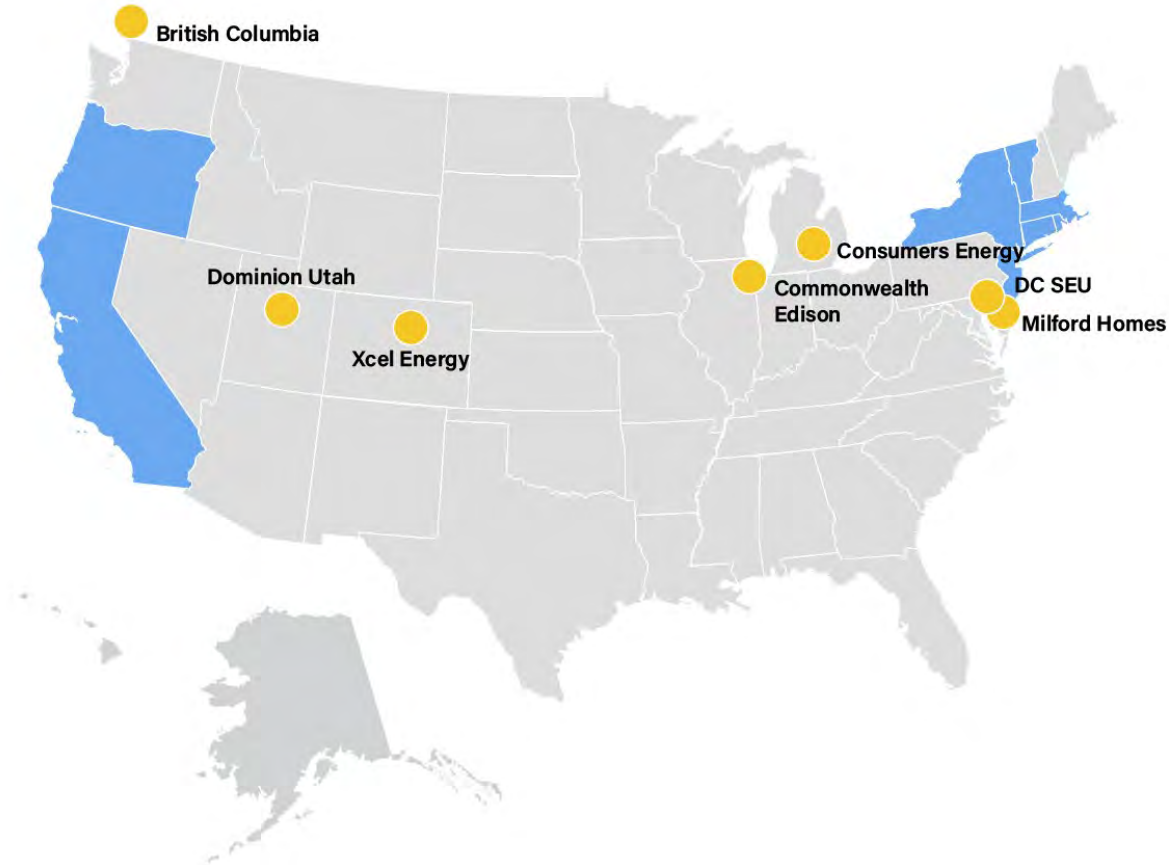 British Columbia
Consumers Energy
Dominion Utah
Commonwealth
Edison
DC SEU
Milford Homes
Xcel Energy